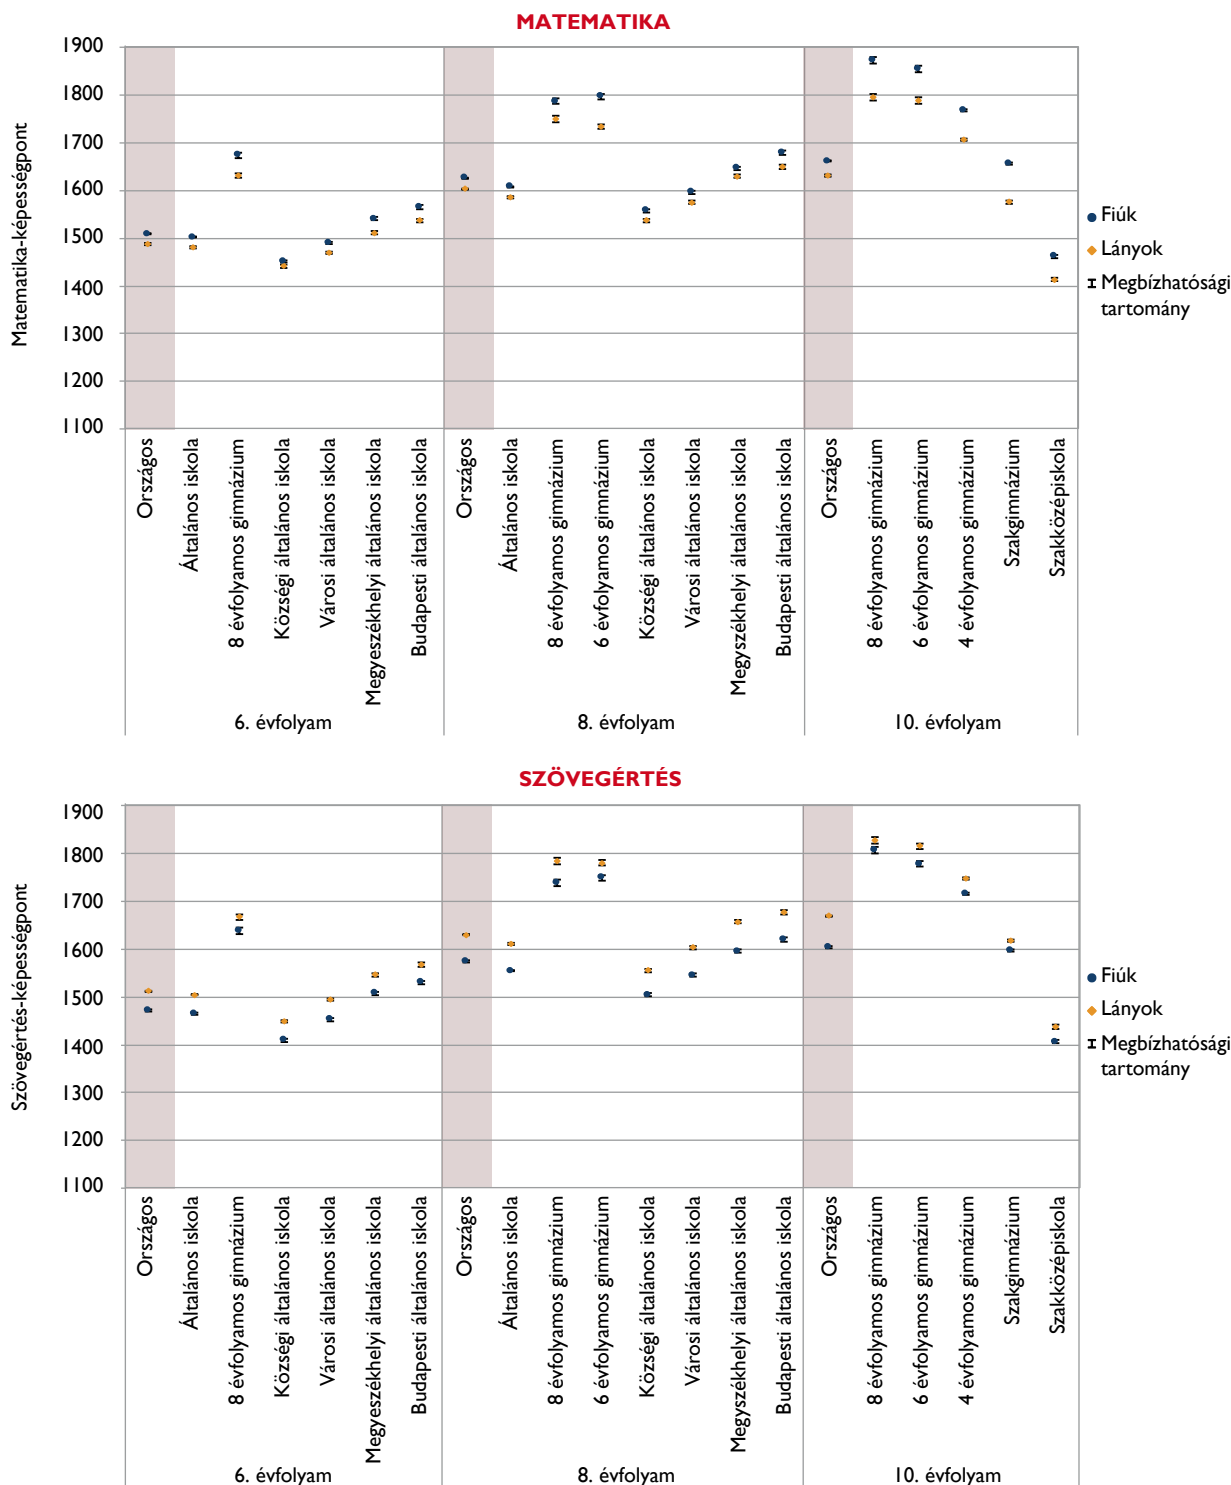 MATEMATIKA
Matematika-képességpont
1900
1800
1700
1600
1500
1400
1300
1200
1100
Fiúk
Lányok
Megbízhatósági
tartomány
Országos
Általános iskola
8 évfolyamos gimnázium
Községi általános iskola
Városi általános iskola
Megyeszékhelyi általános iskola
Budapesti általános iskola
Országos
Általános iskola
8 évfolyamos gimnázium
6 évfolyamos gimnázium
Községi általános iskola
Városi általános iskola
Megyszékhelyi általános iskola
Budapesti általános iskola
Országos
8 évfolyamos gimnázium
6 évfolyamos gimnázium
4 évfolyamos gimnázium
Szakgimnázium
Szakközépiskola
6. évfolyam
8. évfolyam
10. évfolyam
SZÖVEGÉRTÉS
Szövegértés-képességpont
1900
1800
1700
1600
1500
1400
1300
1200
1100
Fiúk
Lányok
Megbízhatósági
tartomány
Országos
Általános iskola
8 évfolyamos gimnázium
Községi általános iskola
Városi általános iskola
Megyeszékhelyi általános iskola
Budapesti általános iskola
Országos
Általános iskola
8 évfolyamos gimnázium
6 évfolyamos gimnázium
Községi általános iskola
Városi általános iskola
Megyszékhelyi általános iskola
Budapesti általános iskola
Országos
8 évfolyamos gimnázium
6 évfolyamos gimnázium
4 évfolyamos gimnázium
Szakgimnázium
Szakközépiskola
6. évfolyam
8. évfolyam
10. évfolyam